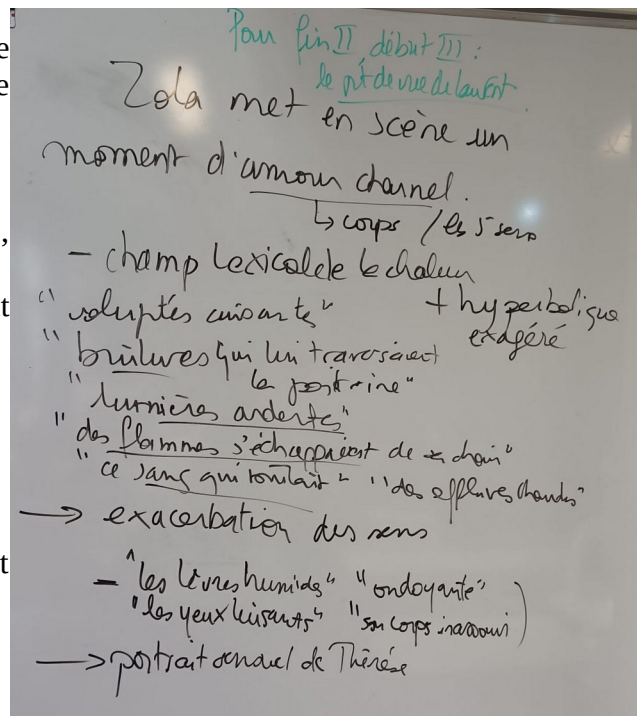 e
e
,
t
t
Pour fin II début III :
le pt de vue de Laurent
Zola met en scène un
moment d'amour charnel.
↳ corps / les 5 sens
- champ lexical de la chaleur
"voluptés cuisantes" + hyperbolique
exagéré
"brûlures qui lui traversaient
la poitrine"
"lumières ardentes"
"des flammes s'échappaient de sa chair"
"ce sang qui brûlait" "des effluves chaudes"
→ exacerbation des sens
- "les lèvres humides" "ondoyante"
"les yeux luisants" "son corps inassouvi
→ portrait sensuel de Thérèse